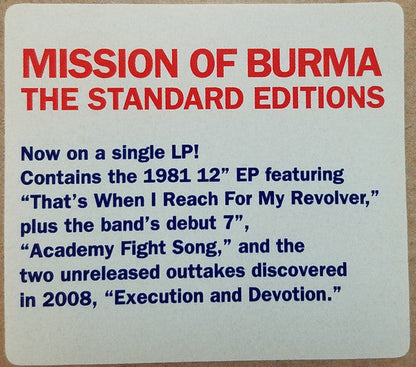 MISSION OF BURMA
THE STANDARD EDITIONS
Now on a single LP!
Contains the 1981 12” EP featuring
“That’s When I Reach For My Revolver,”
plus the band’s debut 7”,
“Academy Fight Song,” and the
two unreleased outtakes discovered
in 2008, “Execution and Devotion.”